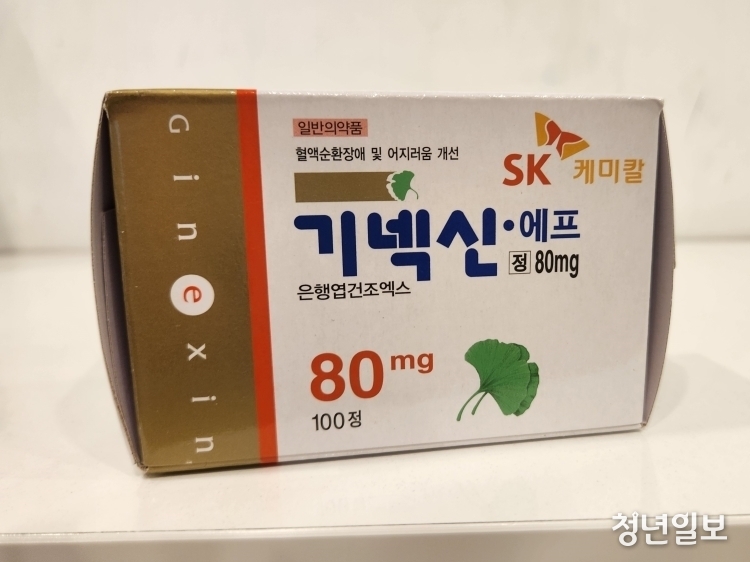 Ginexin
일반의약품
혈액순환장애 및 어지러움 개선
SK 케미칼
기넥신·에프
정 80mg
은행엽건조엑스
80mg
100정
청년일보